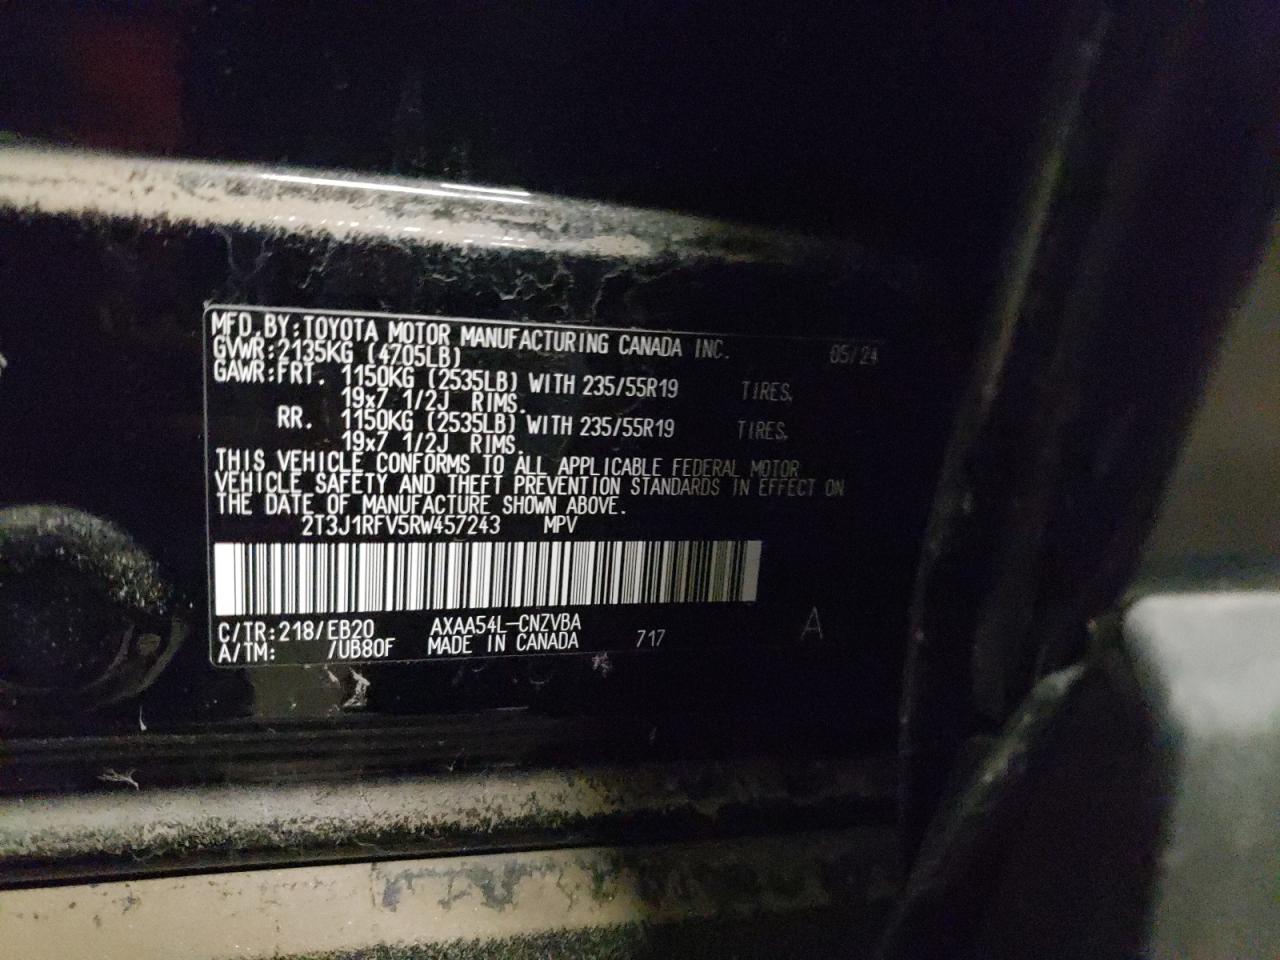 MFD.BY:TOYOTA MOTOR MANUFACTURING CANADA INC. 05/24
GVWR:2135KG (4705LB)
GAWR:FRT. 1150KG (2535LB) WITH 235/55R19 TIRES,
19x7 1/2J RIMS.
RR. 1150KG (2535LB) WITH 235/55R19 TIRES,
19x7 1/2J RIMS.
THIS VEHICLE CONFORMS TO ALL APPLICABLE FEDERAL MOTOR
VEHICLE SAFETY AND THEFT PREVENTION STANDARDS IN EFFECT ON
THE DATE OF MANUFACTURE SHOWN ABOVE.
2T3J1RFV5RW457243 MPV
C/TR:218/EB20 AXAA54L-CNZVBA 717 A
A/TM: /UB80F MADE IN CANADA